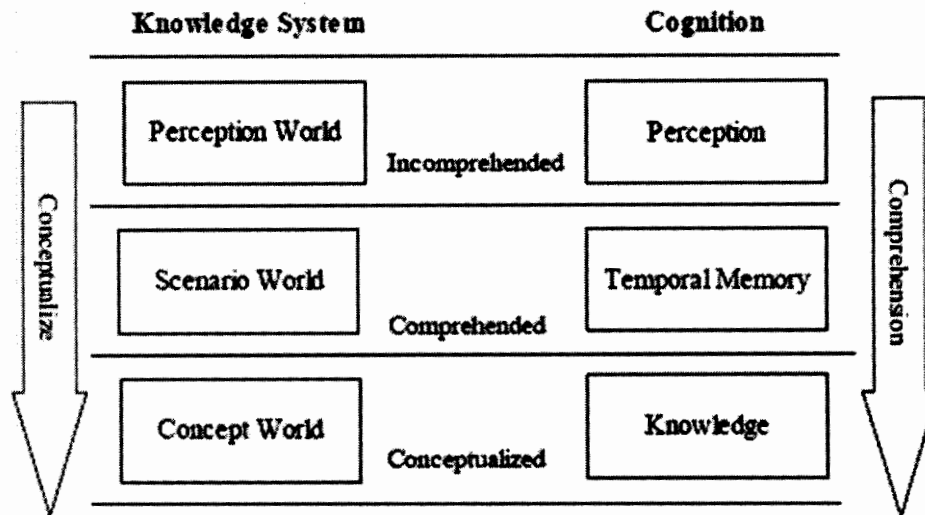 Knowledge System
Cognition
Perception World
Incomprehended
Perception
Scenario World
Comprehended
Temporal Memory
Concept World
Conceptualized
Knowledge
Conceptualize
Comprehension